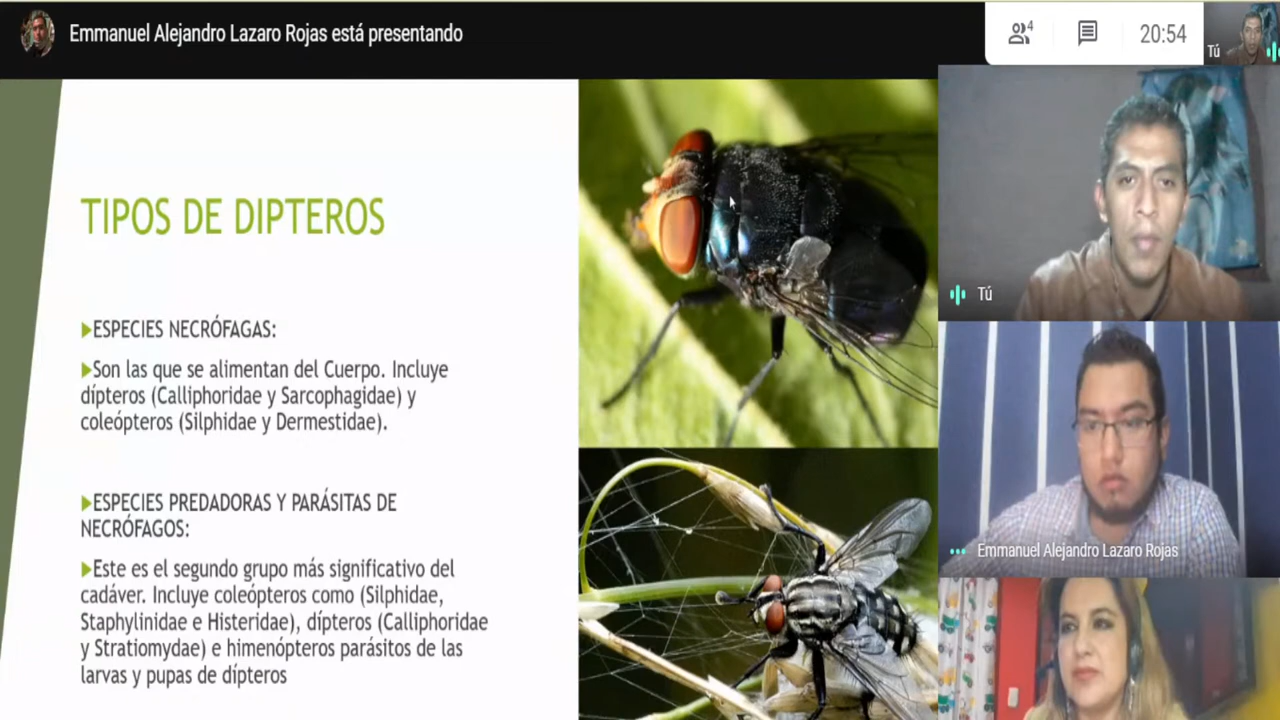 Emmanuel Alejandro Lazaro Rojas está presentando
4
20:54
Tú
TIPOS DE DIPTEROS
ESPECIES NECRÓFAGAS:
Son las que se alimentan del Cuerpo. Incluye
dípteros (Calliphoridae y Sarcophagidae) y
coleópteros (Silphidae y Dermestidae).
ESPECIES PREDADORAS Y PARÁSITAS DE
NECRÓFAGOS:
Este es el segundo grupo más significativo del
cadáver. Incluye coleópteros como (Silphidae,
Staphylinidae e Histeridae), dípteros (Calliphoridae
y Stratiomydae) e himenópteros parásitos de las
larvas y pupas de dípteros
Tú
Emmanuel Alejandro Lazaro Rojas